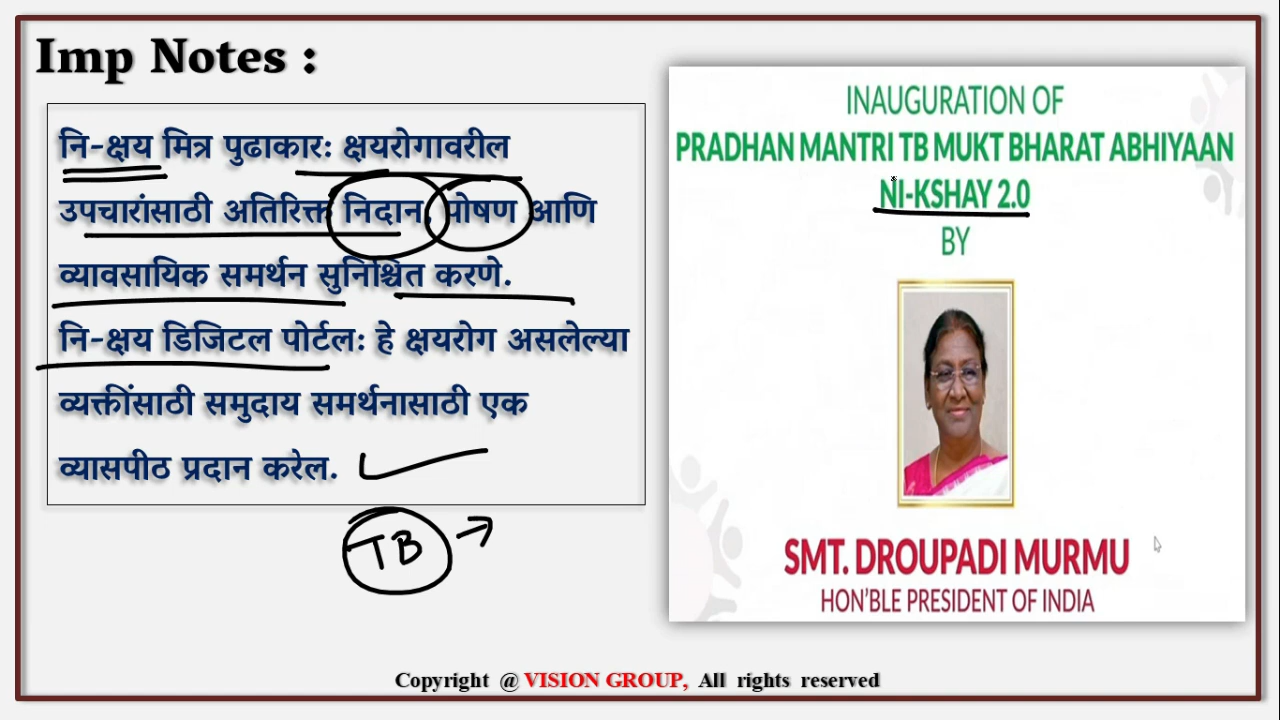 Imp Notes :
नि-क्षय मित्र पुढाकार: क्षयरोगावरील
उपचारांसाठी अतिरिक्त निदान, पोषण आणि
व्यावसायिक समर्थन सुनिश्चित करणे.
नि-क्षय डिजिटल पोर्टल: हे क्षयरोग असलेल्या
व्यक्तींसाठी समुदाय समर्थनासाठी एक
व्यासपीठ प्रदान करेल.
TB
INAUGURATION OF
PRADHAN MANTRI TB MUKT BHARAT ABHIYAAN
NI-KSHAY 2.0
BY
SMT. DROUPADI MURMU
HON'BLE PRESIDENT OF INDIA
Copyright @ VISION GROUP, All rights reserved